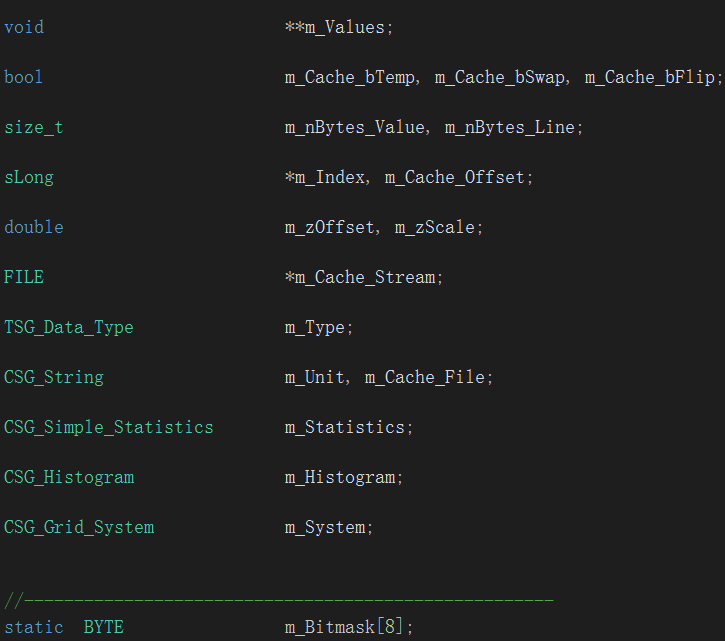 void **m_Values;
bool m_Cache_bTemp, m_Cache_bSwap, m_Cache_bFlip;
size_t m_nBytes_Value, m_nBytes_Line;
sLong *m_Index, m_Cache_Offset;
double m_zOffset, m_zScale;
FILE *m_Cache_Stream;
TSG_Data_Type m_Type;
CSG_String m_Unit, m_Cache_File;
CSG_Simple_Statistics m_Statistics;
CSG_Histogram m_Histogram;
CSG_Grid_System m_System;
//-----------------------------------------------------
static BYTE m_Bitmask[8];